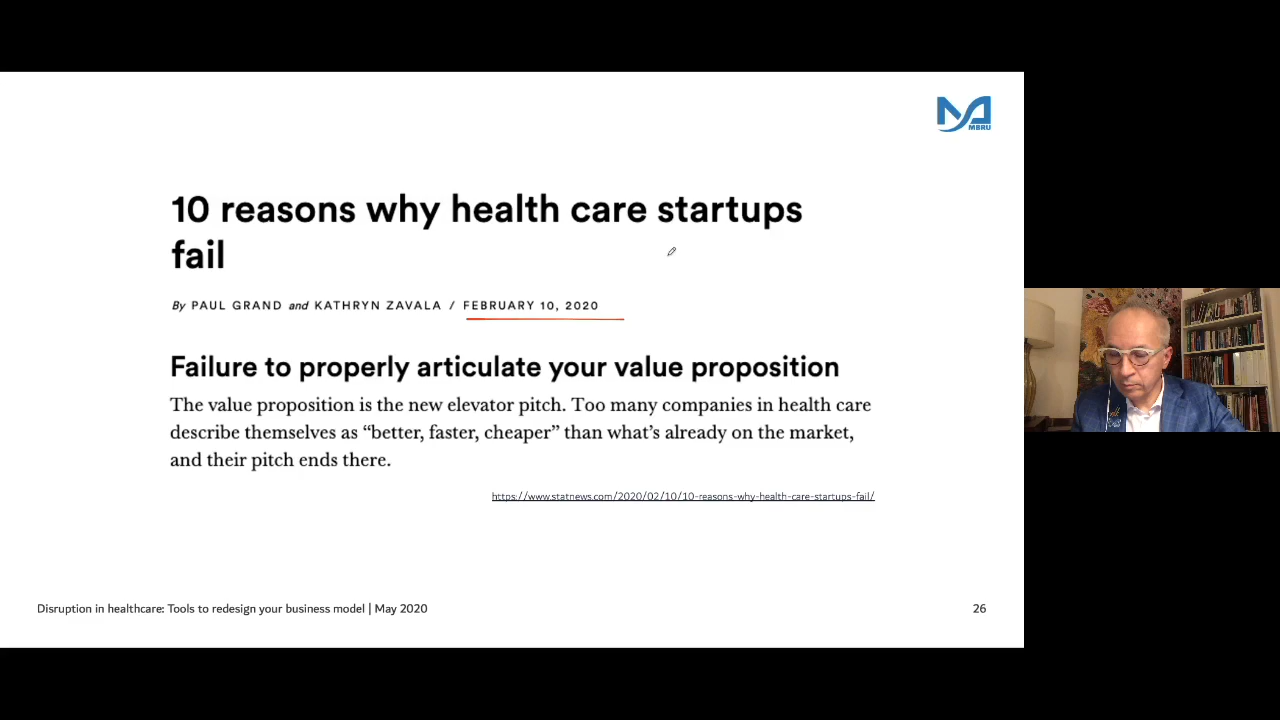 MBRU
10 reasons why health care startups
fail
By PAUL GRAND and KATHRYN ZAVALA / FEBRUARY 10, 2020
Failure to properly articulate your value proposition
The value proposition is the new elevator pitch. Too many companies in health care
describe themselves as “better, faster, cheaper” than what’s already on the market,
and their pitch ends there.
https://www.statnews.com/2020/02/10/10-reasons-why-health-care-startups-fail/
Disruption in healthcare: Tools to redesign your business model | May 2020
26